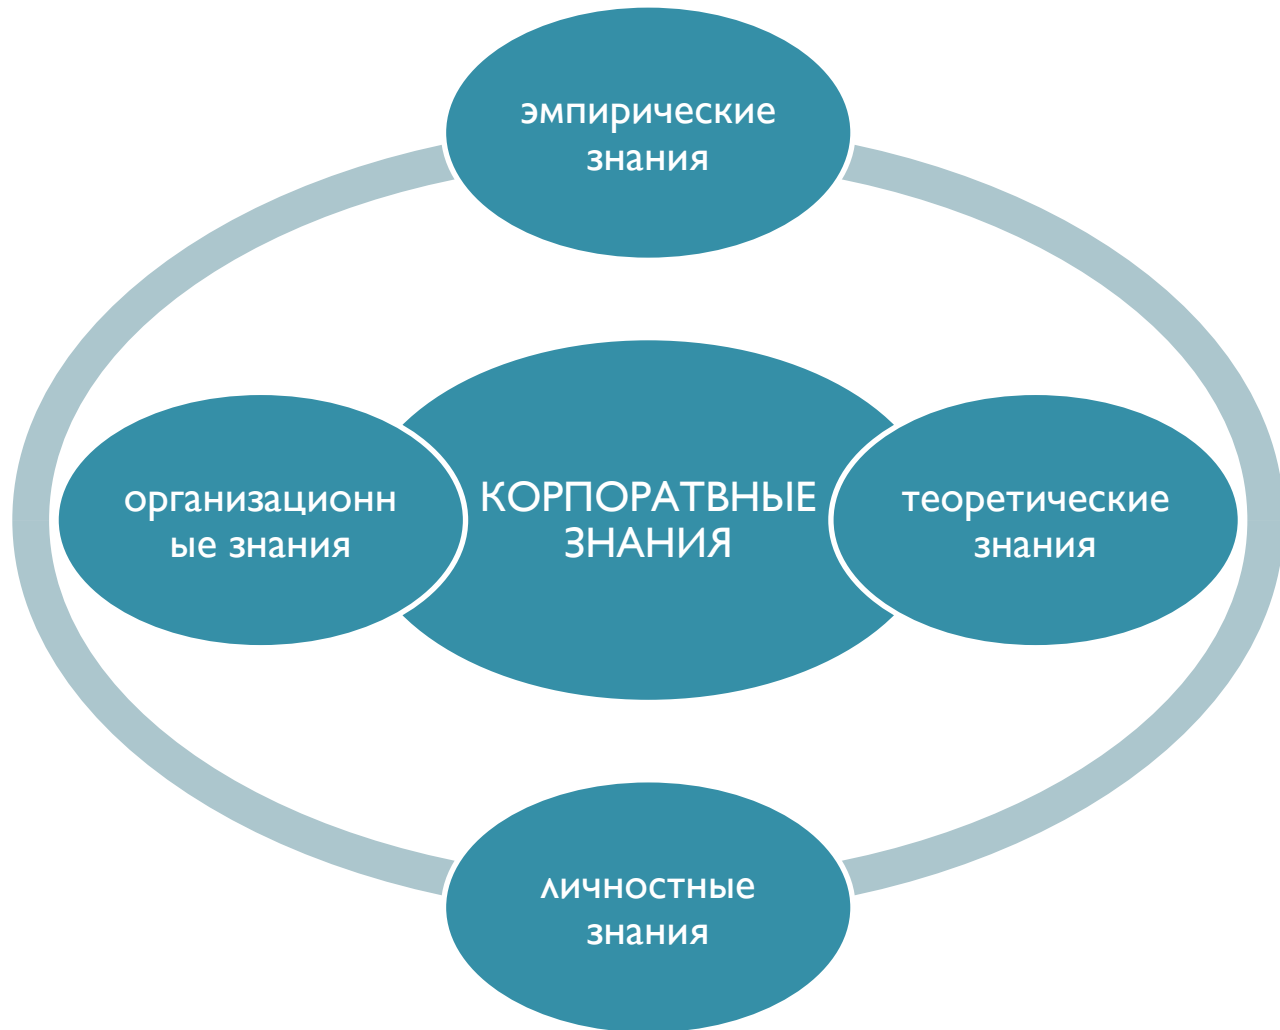 эмпирические
знания
организационн
ые знания
КОРПОРАТВНЫЕ
ЗНАНИЯ
теоретические
знания
личностные
знания